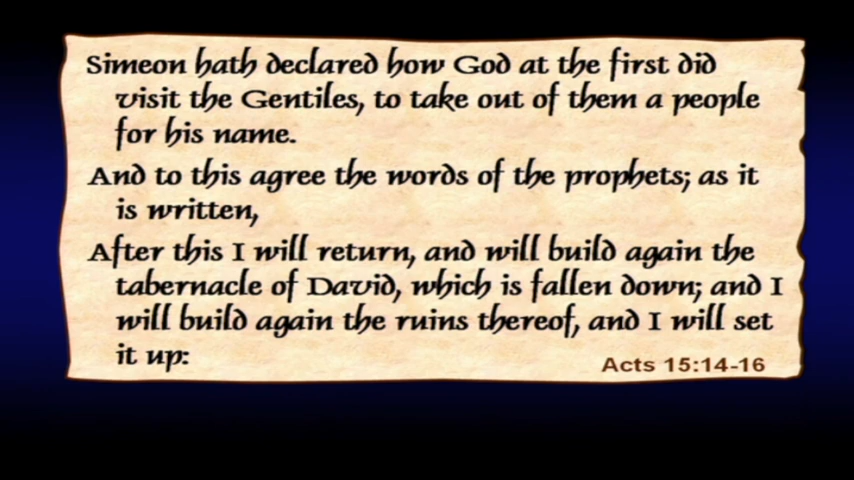 Simeon hath declared how God at the first did
visit the Gentiles, to take out of them a people
for his name.
And to this agree the words of the prophets; as it
is written,
After this I will return, and will build again the
tabernacle of David, which is fallen down; and I
will build again the ruins thereof, and I will set
it up:
Acts 15:14-16